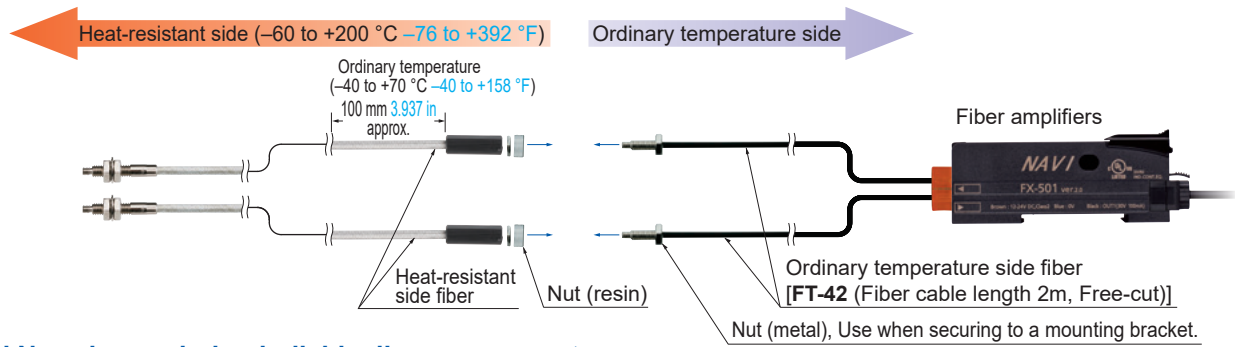 Heat-resistant side (–60 to +200 °C –76 to +392 °F)
Ordinary temperature side
Ordinary temperature
(–40 to +70 °C –40 to +158 °F)
100 mm 3.937 in
approx.
Fiber amplifiers
NAVI
FX-501 ver 2.0
Heat-resistant
side fiber
Nut (resin)
Ordinary temperature side fiber
[FT-42 (Fiber cable length 2m, Free-cut)]
Nut (metal), Use when securing to a mounting bracket.